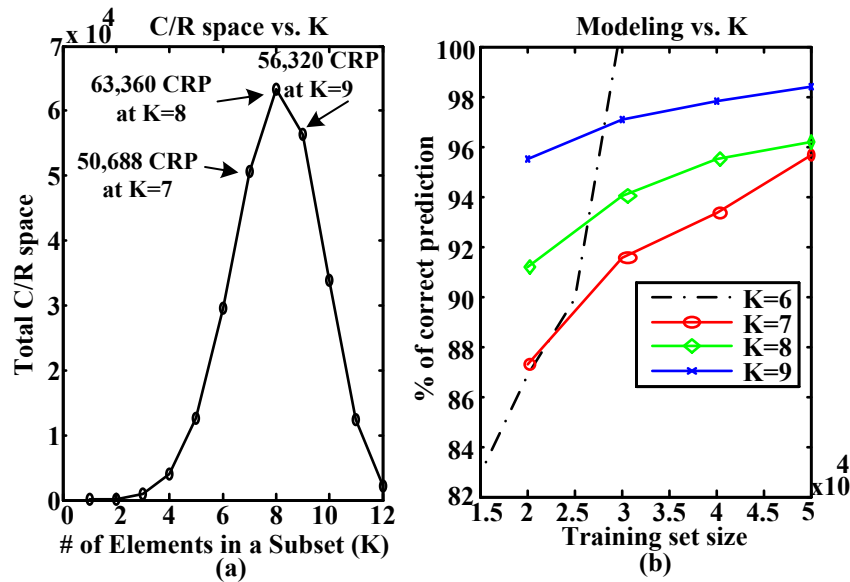 C/R space vs. K
x 10^4
7
6
5
4
3
2
1
0
Total C/R space
63,360 CRP
at K=8
56,320 CRP
at K=9
50,688 CRP
at K=7
0 2 4 6 8 10 12
# of Elements in a Subset (K)
(a)
Modeling vs. K
100
98
96
94
92
90
88
86
84
82
% of correct prediction
K=6
K=7
K=8
K=9
1.5 2 2.5 3 3.5 4 4.5 5
x10^4
Training set size
(b)